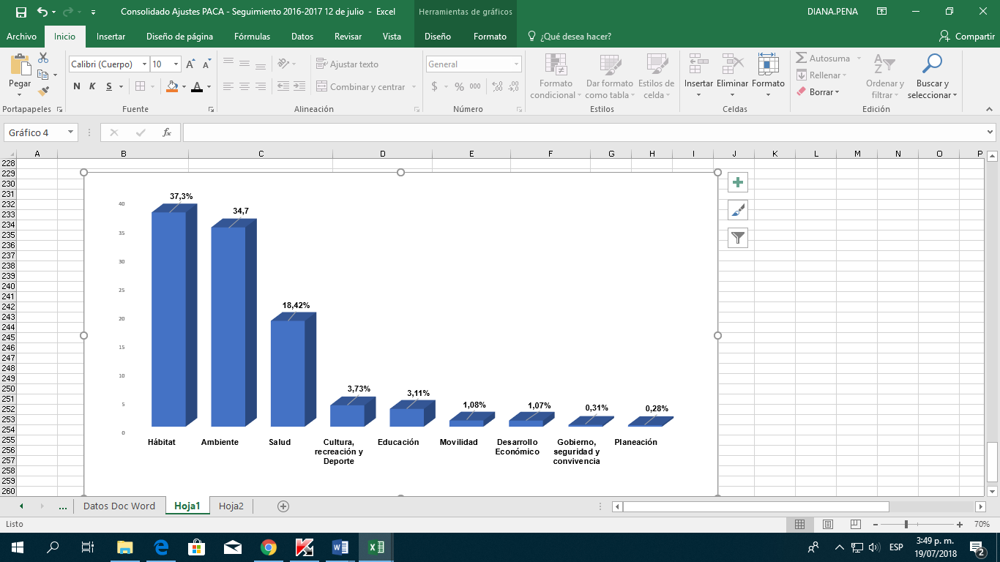 Consolidado Ajustes PACA - Seguimiento 2016-2017 12 de julio - Excel
Herramientas de gráficos
DIANA.PENA
Archivo Inicio Insertar Diseño de página Fórmulas Datos Revisar Vista Diseño Formato ¿Qué desea hacer? Compartir
Pegar
Portapapeles
Calibri (Cuerpo) 10
N K S
Fuente
Ajustar texto
Combinar y centrar
Alineación
General
$ % 000
Número
Formato condicional
Dar formato como tabla
Estilos de celda
Estilos
Insertar Eliminar Formato
Celdas
Autosuma
Rellenar
Borrar
Ordenar y filtrar
Buscar y seleccionar
Edición
Gráfico 4
fx
A B C D E F G H I J K L M N O P
228
229
230
231
232
233
234
235
236
237
238
239
240
241
242
243
244
245
246
247
248
249
250
251
252
253
254
255
256
257
258
259
260
40
35
30
25
20
15
10
5
0
37,3%
34,7
18,42%
3,73%
3,11%
1,08%
1,07%
0,31%
0,28%
Hábitat
Ambiente
Salud
Cultura,
recreación y
Deporte
Educación
Movilidad
Desarrollo
Económico
Gobierno,
seguridad y
convivencia
Planeación
... Datos Doc Word Hoja1 Hoja2
Listo
70%
ESP
3:49 p. m.
19/07/2018
2